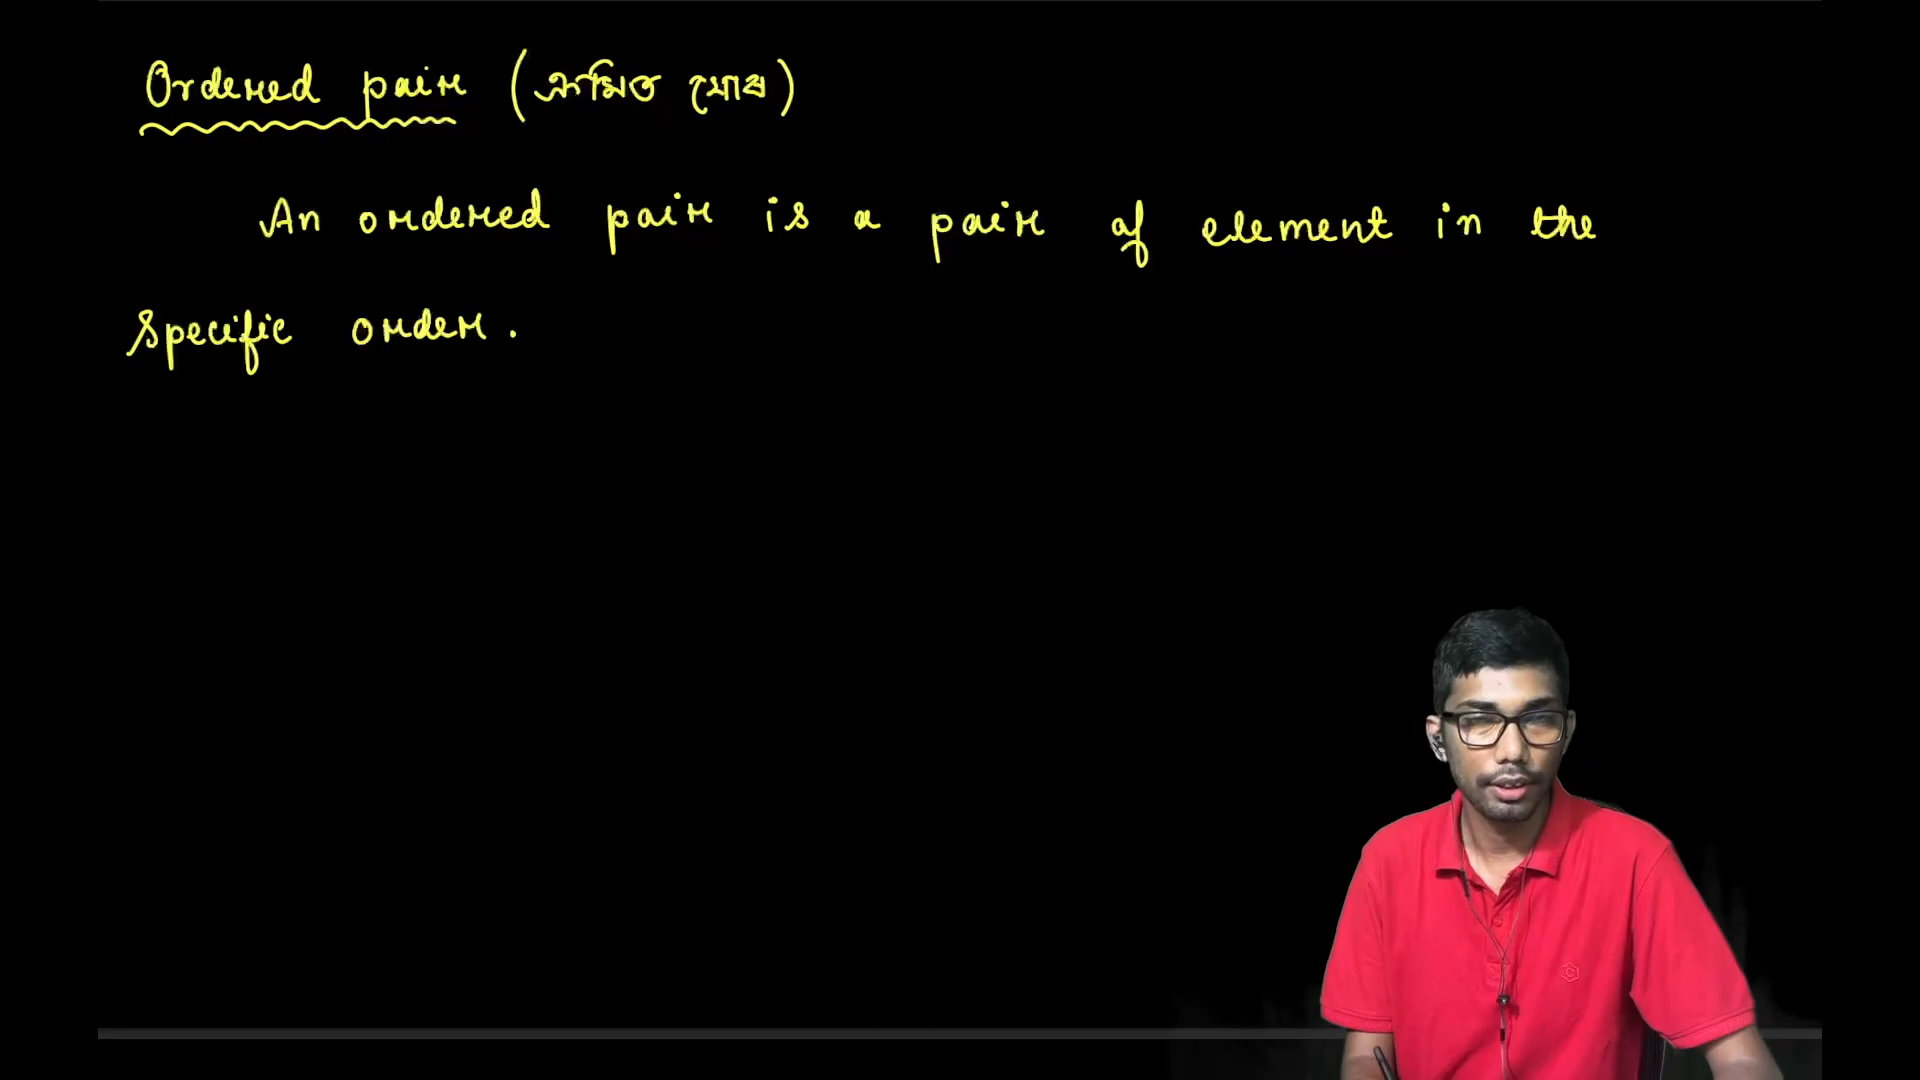 Ordered pair (ক্রমিত যোৰ)
An ordered pair is a pair of element in the
specific order.